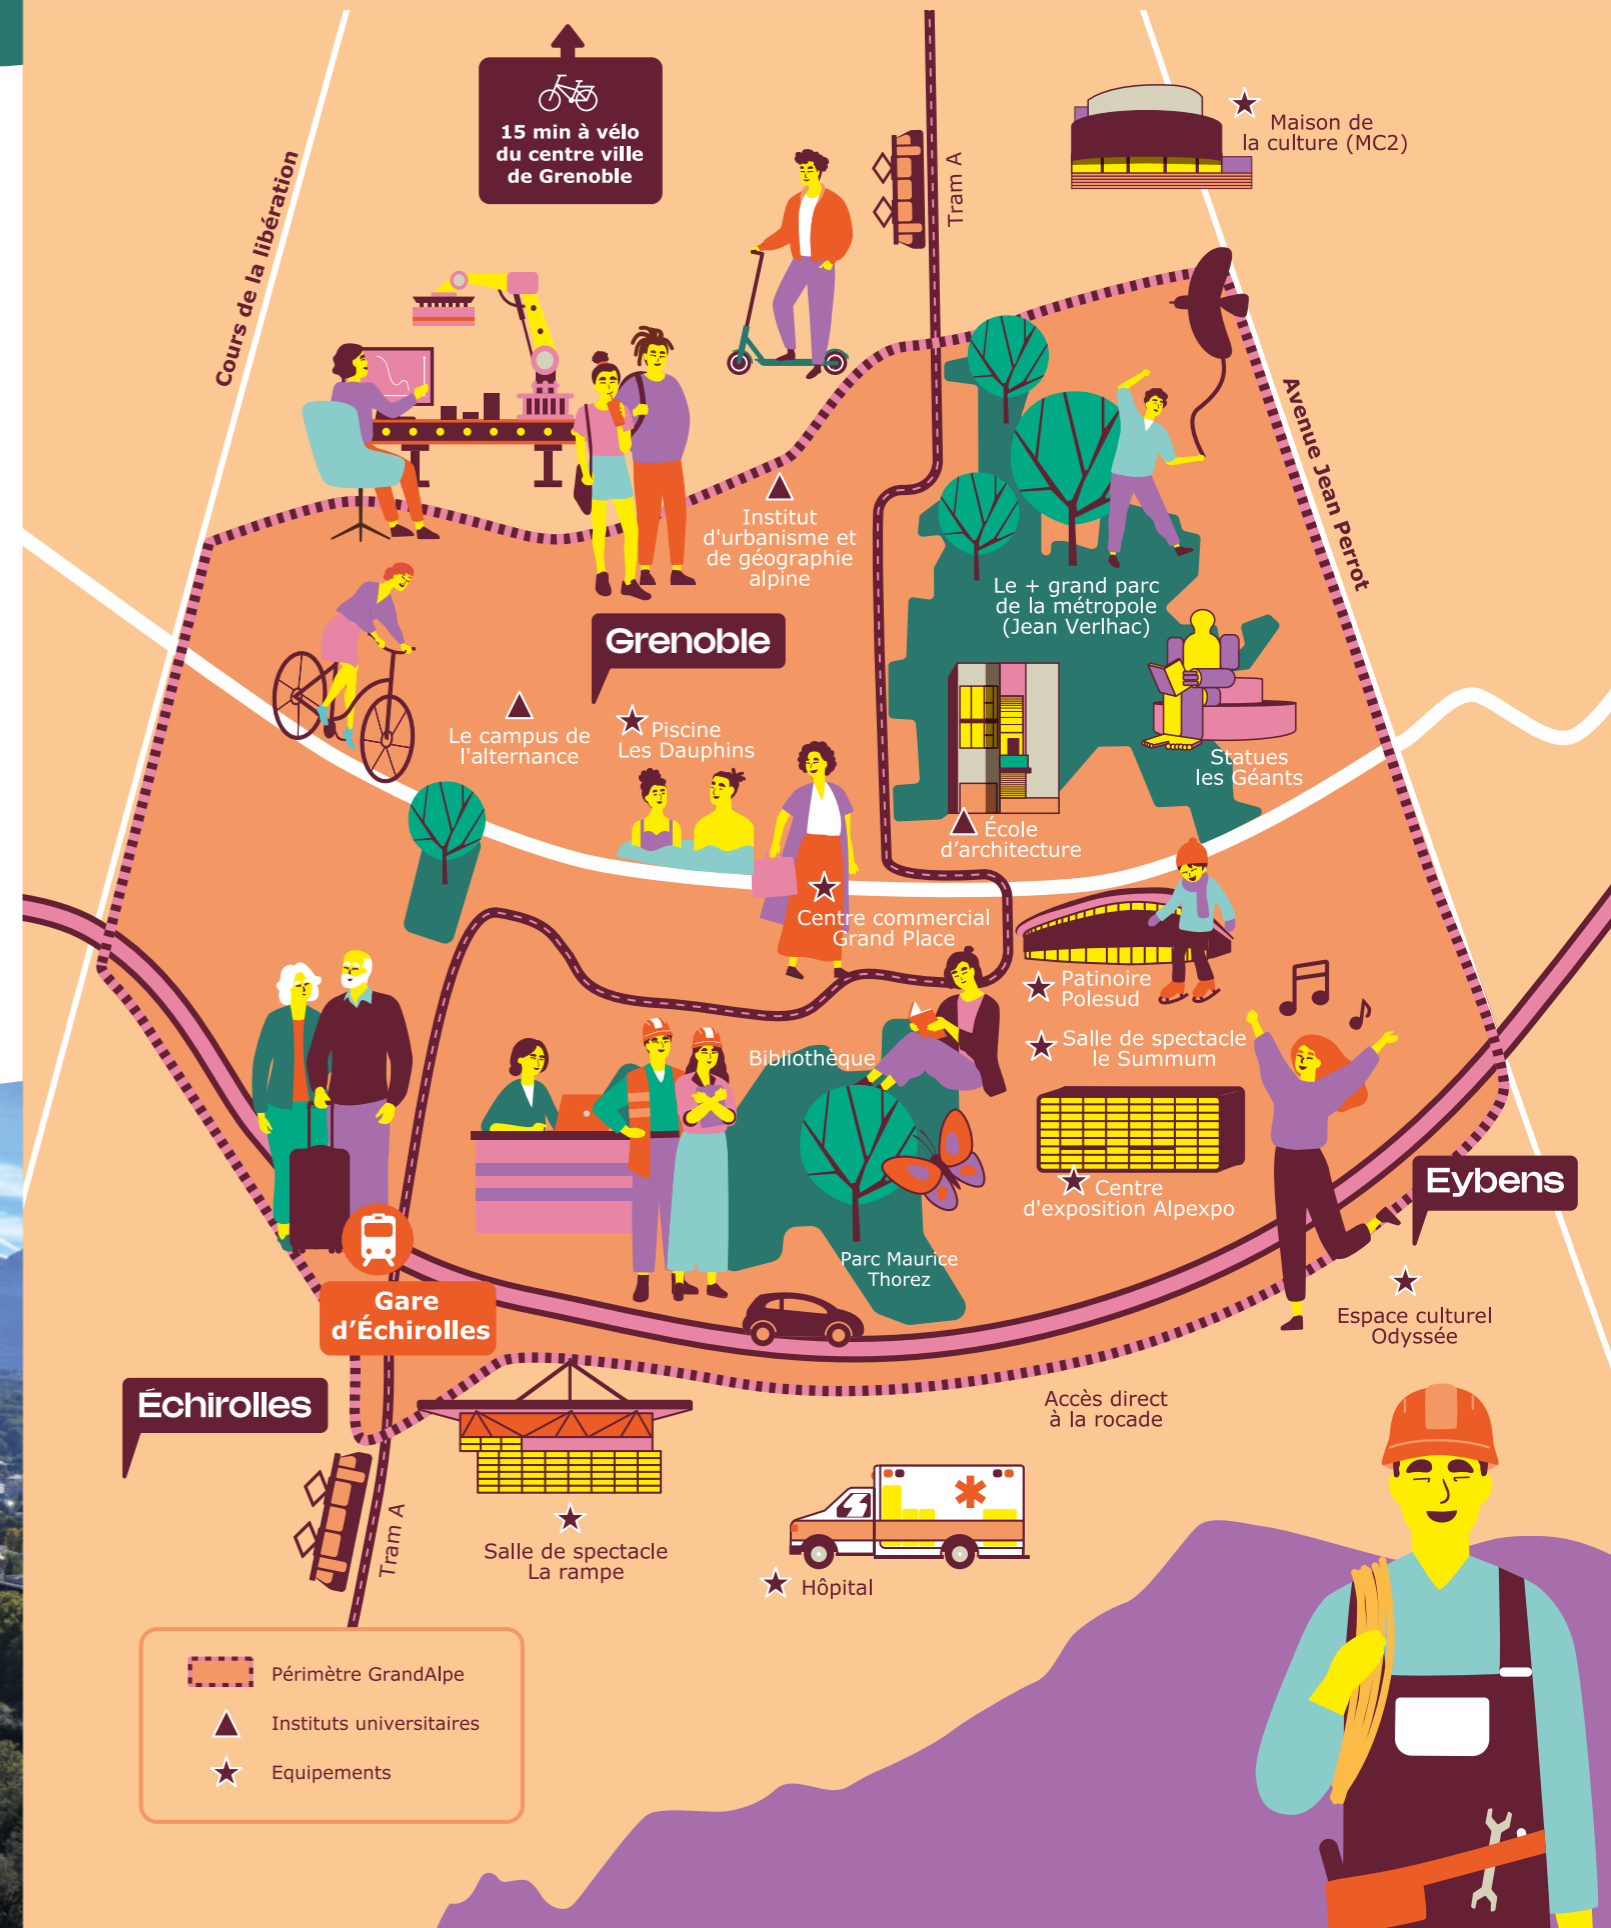 15 min à vélo
du centre ville
de Grenoble
Cours de la libération
Tram A
Maison de
la culture (MC2)
Avenue Jean Perrot
Institut
d'urbanisme et
de géographie
alpine
Le + grand parc
de la métropole
(Jean Verlhac)
Grenoble
Le campus de
l'alternance
Piscine
Les Dauphins
Statues
les Géants
École
d’architecture
Centre commercial
Grand Place
Patinoire
Polesud
Salle de spectacle
le Summum
Bibliothèque
Centre
d'exposition Alpexpo
Eybens
Parc Maurice
Thorez
Gare
d’Échirolles
Espace culturel
Odyssée
Échirolles
Accès direct
à la rocade
Tram A
Salle de spectacle
La rampe
Hôpital
Périmètre GrandAlpe
Instituts universitaires
Equipements